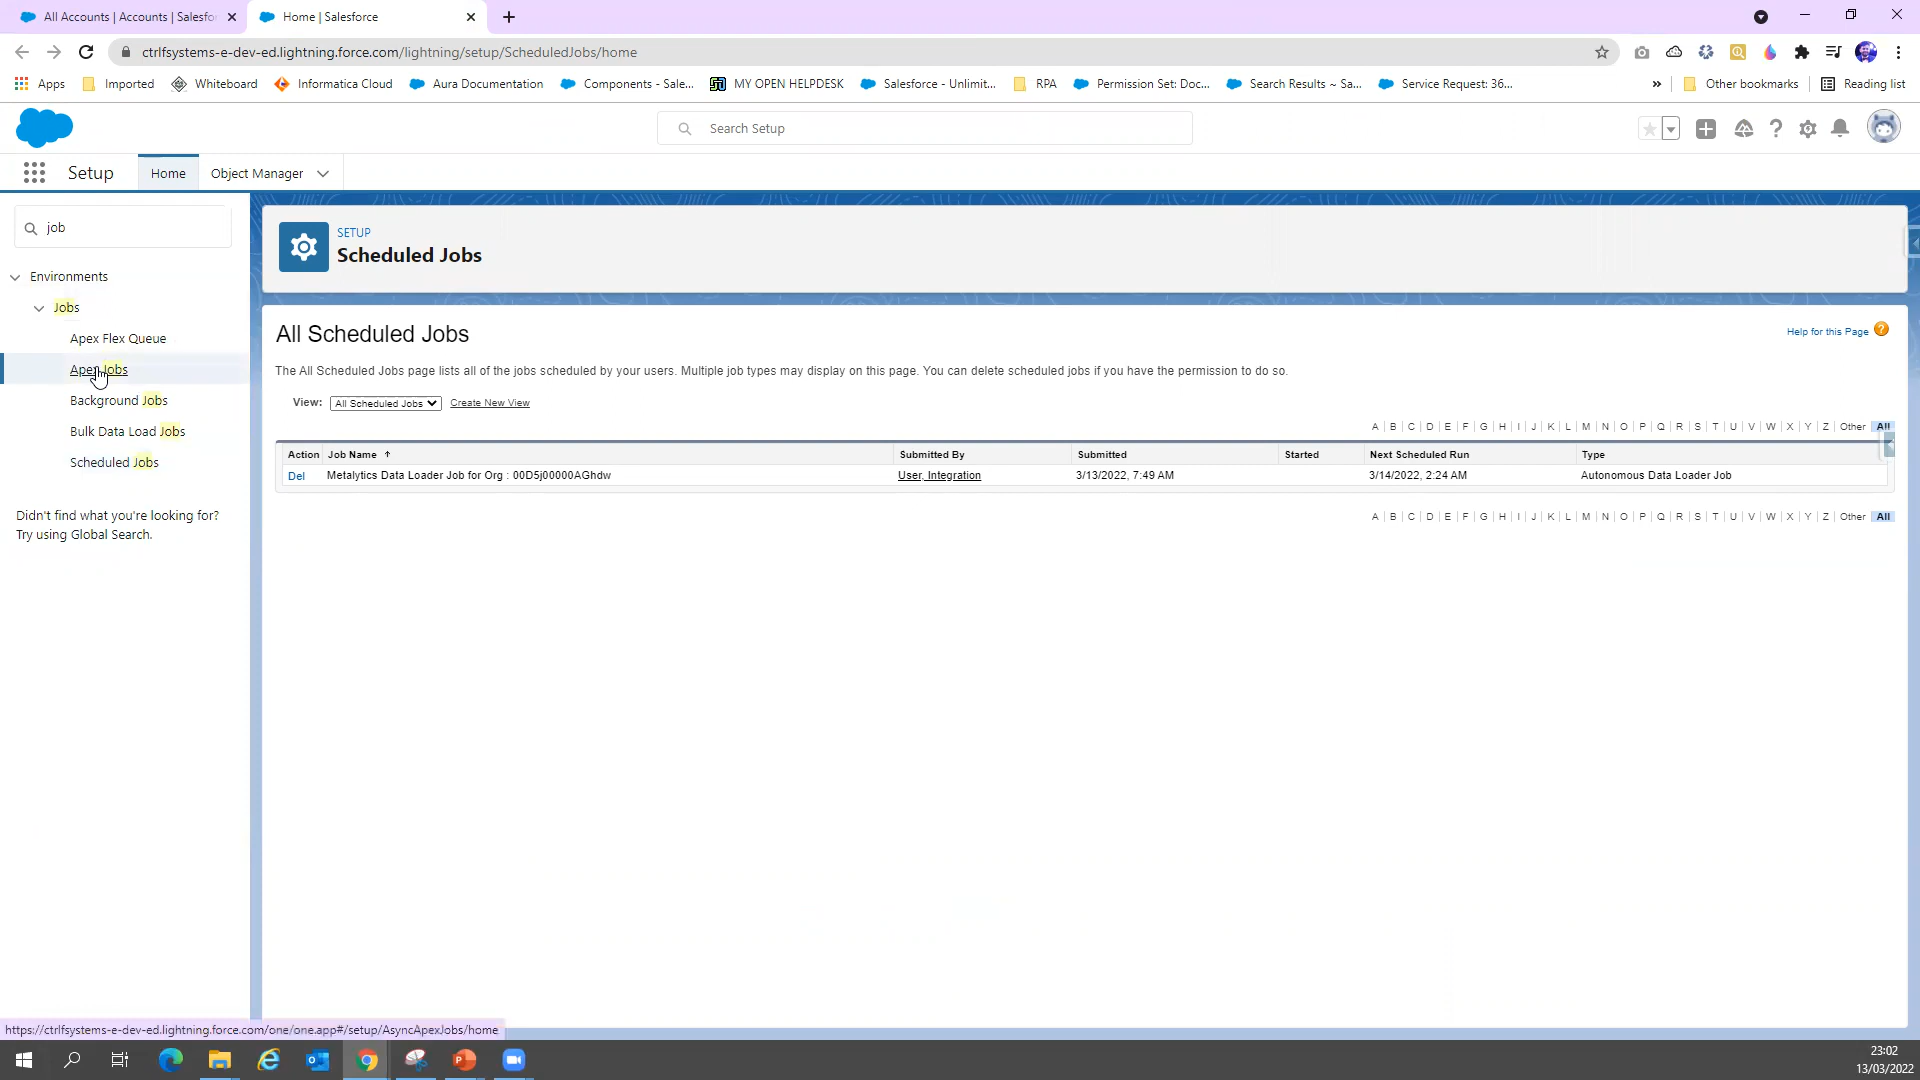 All Accounts | Accounts | Salesfo
Home | Salesforce
ctrlfsystems-e-dev-ed.lightning.force.com/lightning/setup/ScheduledJobs/home
Apps
Imported
Whiteboard
Informatica Cloud
Aura Documentation
Components - Sale...
MY OPEN HELPDESK
Salesforce - Unlimit...
RPA
Permission Set: Doc...
Search Results ~ Sa...
Service Request: 36...
»
Other bookmarks
Reading list
Search Setup
Setup
Home
Object Manager
job
Environments
Jobs
Apex Flex Queue
Apex Jobs
Background Jobs
Bulk Data Load Jobs
Scheduled Jobs
Didn't find what you're looking for?
Try using Global Search.
SETUP
Scheduled Jobs
All Scheduled Jobs
Help for this Page
The All Scheduled Jobs page lists all of the jobs scheduled by your users. Multiple job types may display on this page. You can delete scheduled jobs if you have the permission to do so.
View: All Scheduled Jobs Create New View
A | B | C | D | E | F | G | H | I | J | K | L | M | N | O | P | Q | R | S | T | U | V | W | X | Y | Z | Other | All
Action Job Name ↑ Submitted By Submitted Started Next Scheduled Run Type
Del Metalytics Data Loader Job for Org : 00D5j00000AGhdw User, Integration 3/13/2022, 7:49 AM 3/14/2022, 2:24 AM Autonomous Data Loader Job
A | B | C | D | E | F | G | H | I | J | K | L | M | N | O | P | Q | R | S | T | U | V | W | X | Y | Z | Other | All
https://ctrlfsystems-e-dev-ed.lightning.force.com/one/one.app#/setup/AsyncApexJobs/home
23:02
13/03/2022